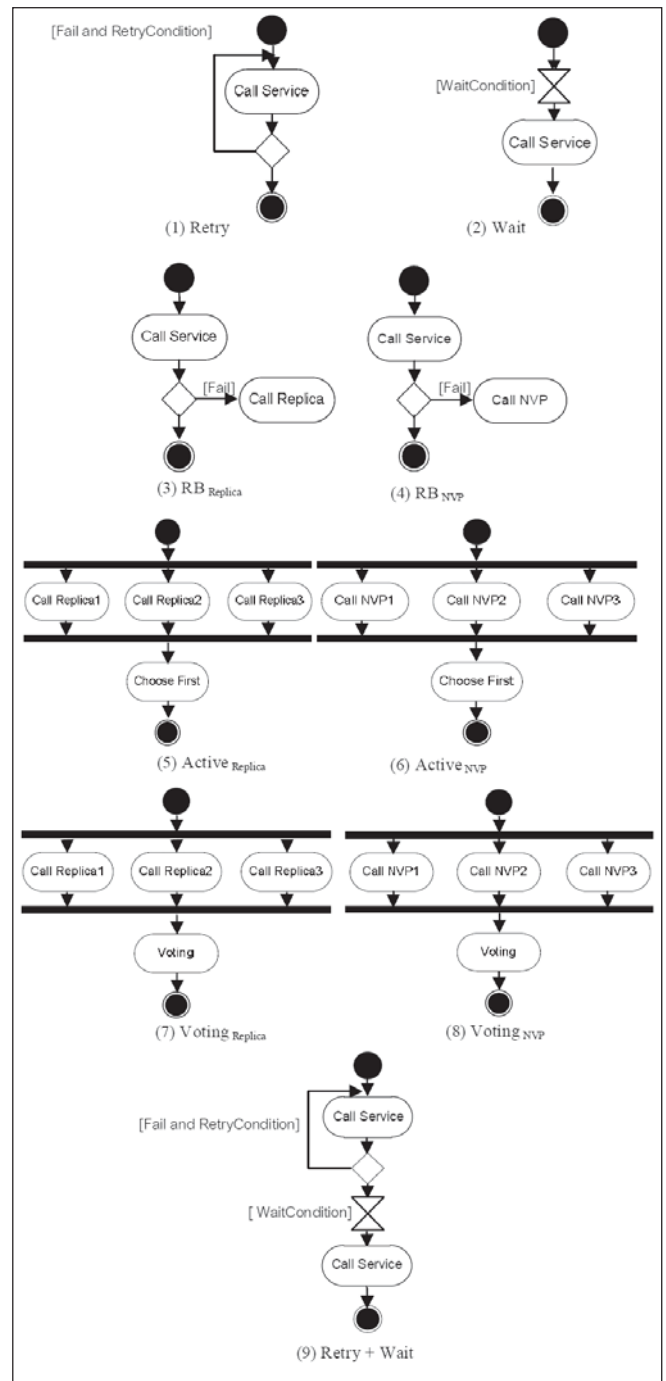 [Fail and RetryCondition]
Call Service
(1) Retry
[WaitCondition]
Call Service
(2) Wait
Call Service
[Fail]
Call Replica
(3) RB Replica
Call Service
[Fail]
Call NVP
(4) RB NVP
Call Replica1
Call Replica2
Call Replica3
Choose First
(5) Active Replica
Call NVP1
Call NVP2
Call NVP3
Choose First
(6) Active NVP
Call Replica1
Call Replica2
Call Replica3
Voting
(7) Voting Replica
Call NVP1
Call NVP2
Call NVP3
Voting
(8) Voting NVP
[Fail and RetryCondition]
Call Service
[ WaitCondition]
Call Service
(9) Retry + Wait